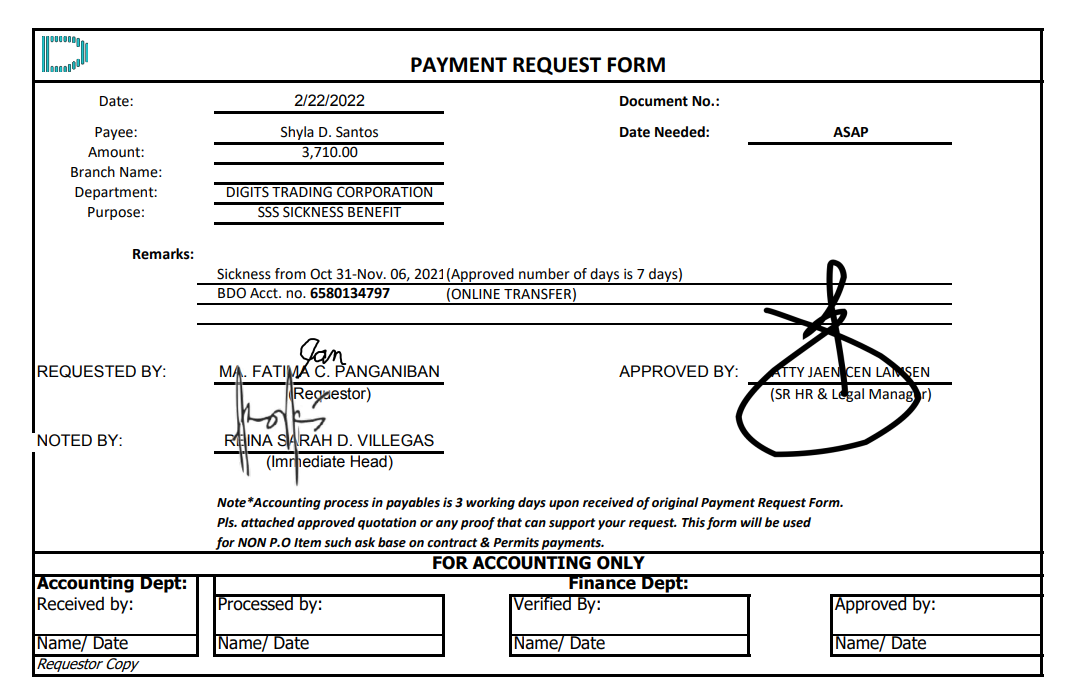 PAYMENT REQUEST FORM
Date: 2/22/2022 Document No.:
Payee: Shyla D. Santos Date Needed: ASAP
Amount: 3,710.00
Branch Name:
Department: DIGITS TRADING CORPORATION
Purpose: SSS SICKNESS BENEFIT
Remarks:
Sickness from Oct 31-Nov. 06, 2021 (Approved number of days is 7 days)
BDO Acct. no. 6580134797 (ONLINE TRANSFER)
REQUESTED BY: MA. FATIMA C. PANGANIBAN APPROVED BY: ATTY JAENICEN LAMSEN
(Requestor) (SR HR & Legal Manager)
NOTED BY: REINA SARAH D. VILLEGAS
(Immediate Head)
Note*Accounting process in payables is 3 working days upon received of original Payment Request Form.
Pls. attached approved quotation or any proof that can support your request. This form will be used
for NON P.O Item such ask base on contract & Permits payments.
FOR ACCOUNTING ONLY
Accounting Dept: Finance Dept:
Received by: Processed by: Verified By: Approved by:
Name/ Date Name/ Date Name/ Date Name/ Date
Requestor Copy